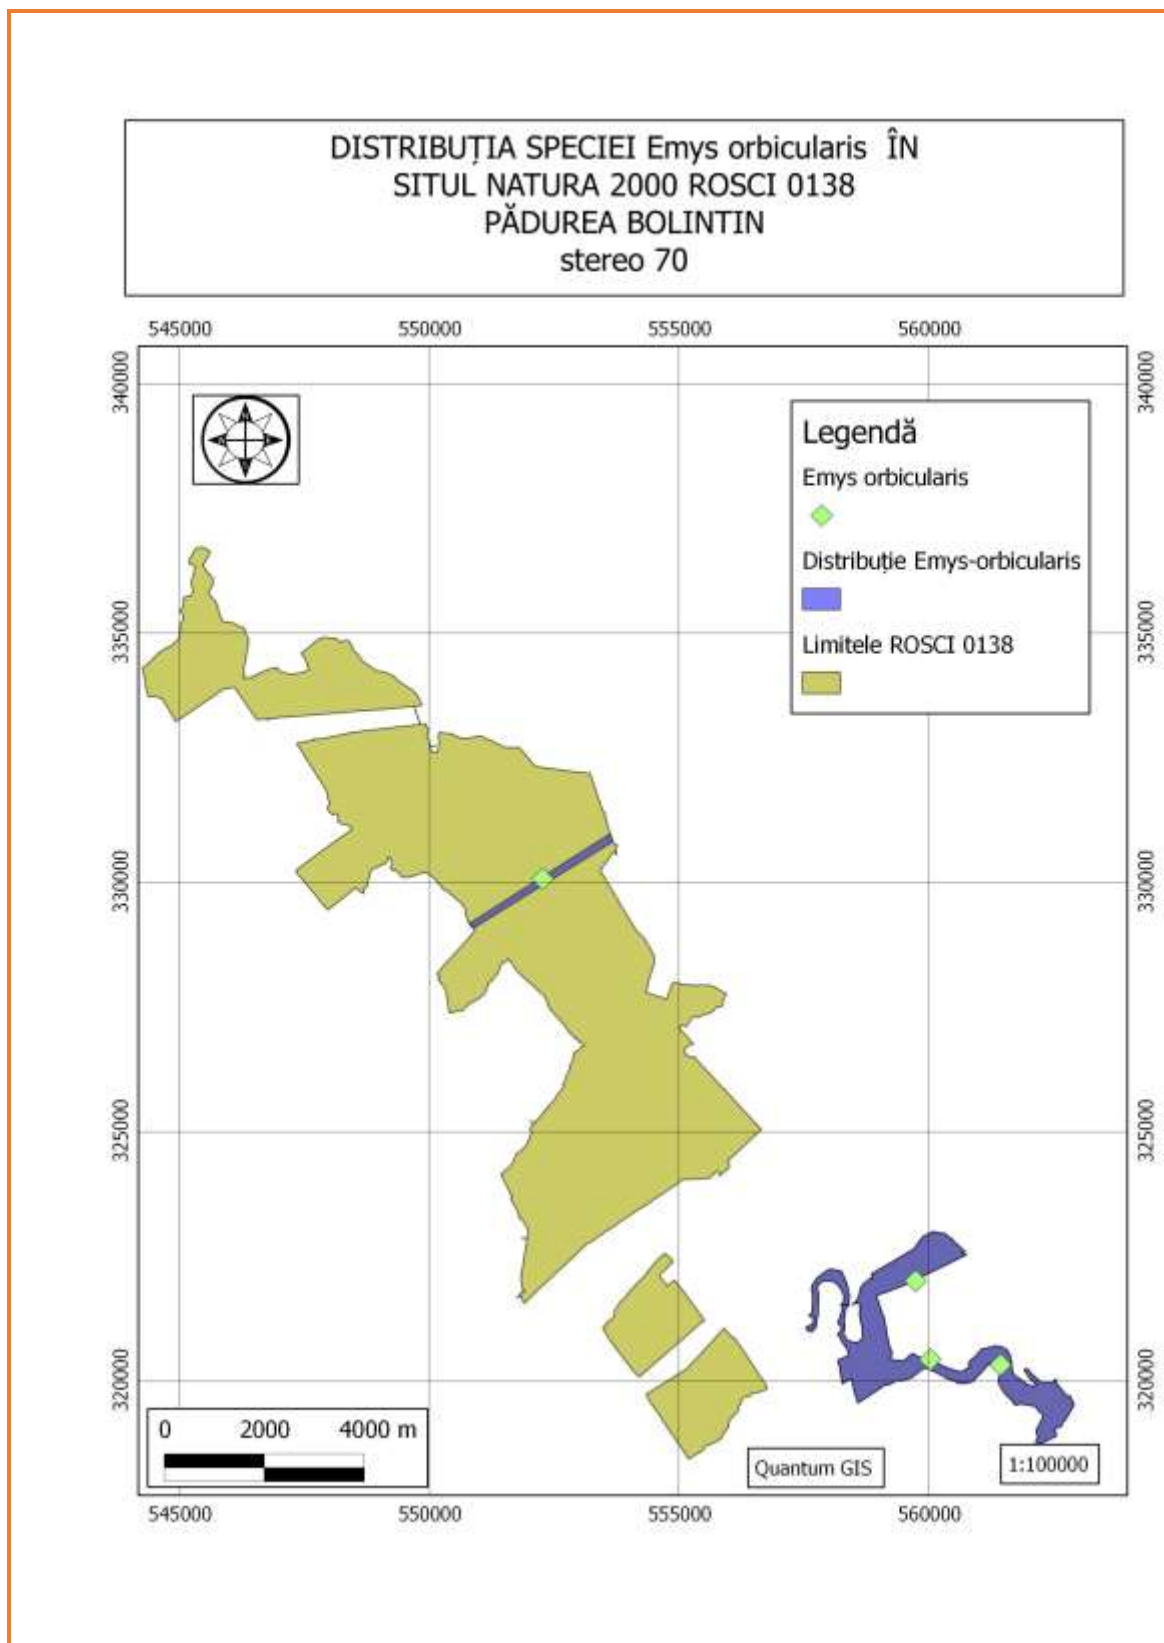 DISTRIBUȚIA SPECIEI Emys orbicularis ÎN
SITUL NATURA 2000 ROSCI 0138
PĂDUREA BOLINTIN
stereo 70
545000 550000 555000 560000
340000 340000
Legendă
Emys orbicularis
Distribuție Emys-orbicularis
Limitele ROSCI 0138
335000 335000
330000 330000
325000 325000
320000 320000
0 2000 4000 m
Quantum GIS
1:100000
545000 550000 555000 560000